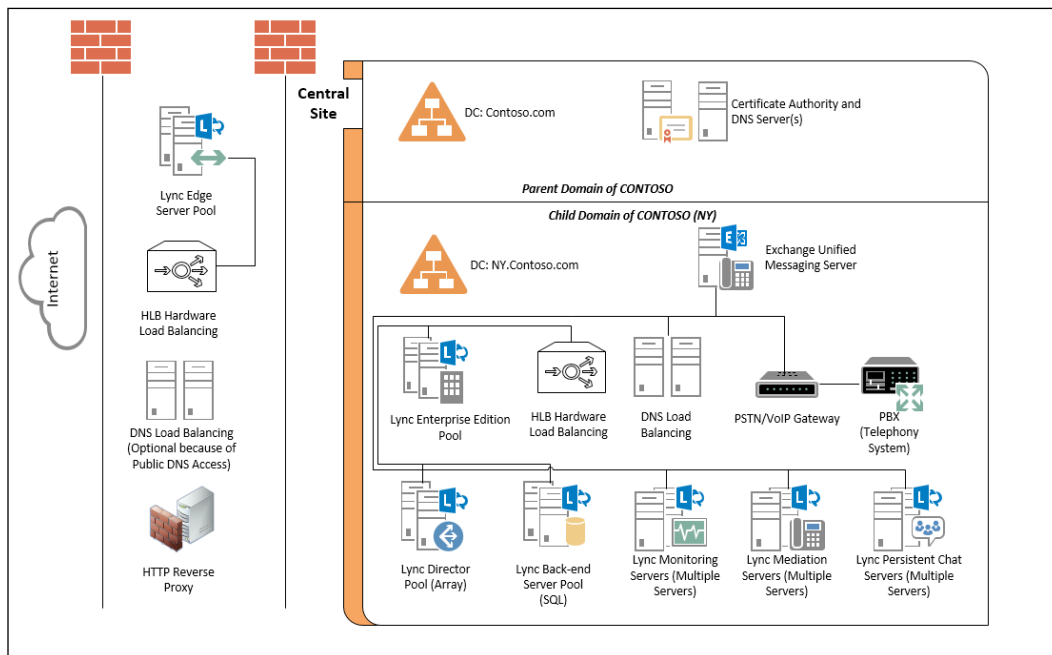 Central
Site
DC: Contoso.com
Certificate Authority and
DNS Server(s)
Parent Domain of CONTOSO
Child Domain of CONTOSO (NY)
DC: NY.Contoso.com
Exchange Unified
Messaging Server
Internet
Lync Edge
Server Pool
HLB Hardware
Load Balancing
DNS Load Balancing
(Optional because of
Public DNS Access)
HTTP Reverse
Proxy
Lync Enterprise Edition
Pool
HLB Hardware
Load Balancing
DNS Load
Balancing
PSTN/VoIP Gateway
PBX
(Telephony
System)
Lync Director
Pool (Array)
Lync Back-end
Server Pool
(SQL)
Lync Monitoring
Servers (Multiple
Servers)
Lync Mediation
Servers (Multiple
Servers)
Lync Persistent Chat
Servers (Multiple
Servers)